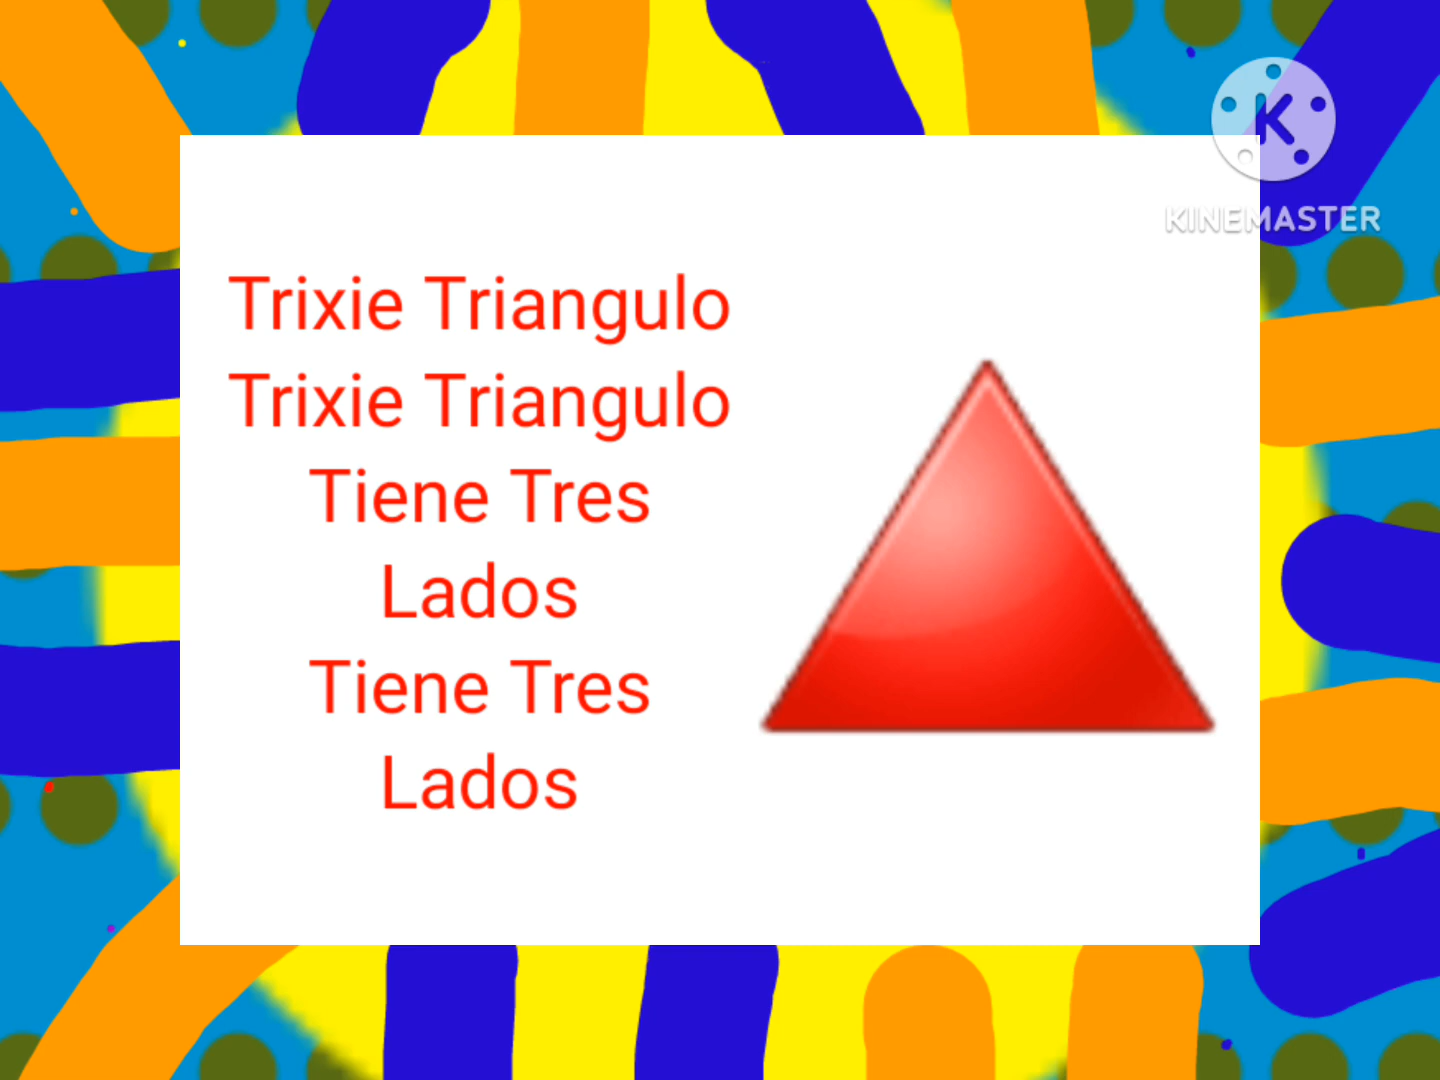 Trixie Triangulo
Trixie Triangulo
Tiene Tres
Lados
Tiene Tres
Lados
K
KINEMASTER